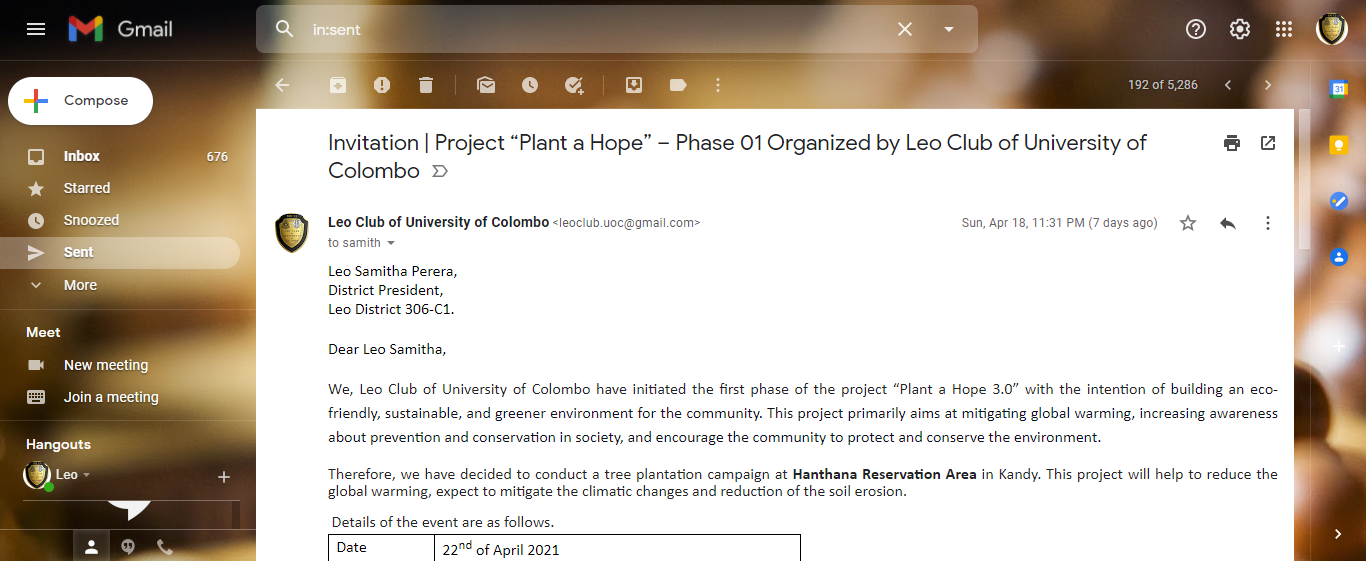 Gmail
in:sent
Compose
192 of 5,286
31
Inbox 676
Starred
Snoozed
Sent
More
Meet
New meeting
Join a meeting
Hangouts
Leo
Invitation | Project “Plant a Hope” – Phase 01 Organized by Leo Club of University of
Colombo
Leo Club of University of Colombo <leoclub.uoc@gmail.com>
Sun, Apr 18, 11:31 PM (7 days ago)
to samith
Leo Samitha Perera,
District President,
Leo District 306-C1.
Dear Leo Samitha,
We, Leo Club of University of Colombo have initiated the first phase of the project “Plant a Hope 3.0” with the intention of building an eco-
friendly, sustainable, and greener environment for the community. This project primarily aims at mitigating global warming, increasing awareness
about prevention and conservation in society, and encourage the community to protect and conserve the environment.
Therefore, we have decided to conduct a tree plantation campaign at Hanthana Reservation Area in Kandy. This project will help to reduce the
global warming, expect to mitigate the climatic changes and reduction of the soil erosion.
Details of the event are as follows.
Date 22nd of April 2021